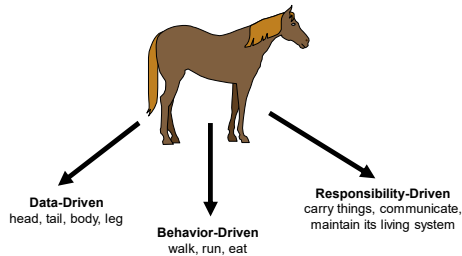 Data-Driven
head, tail, body, leg
Behavior-Driven
walk, run, eat
Responsibility-Driven
carry things, communicate,
maintain its living system